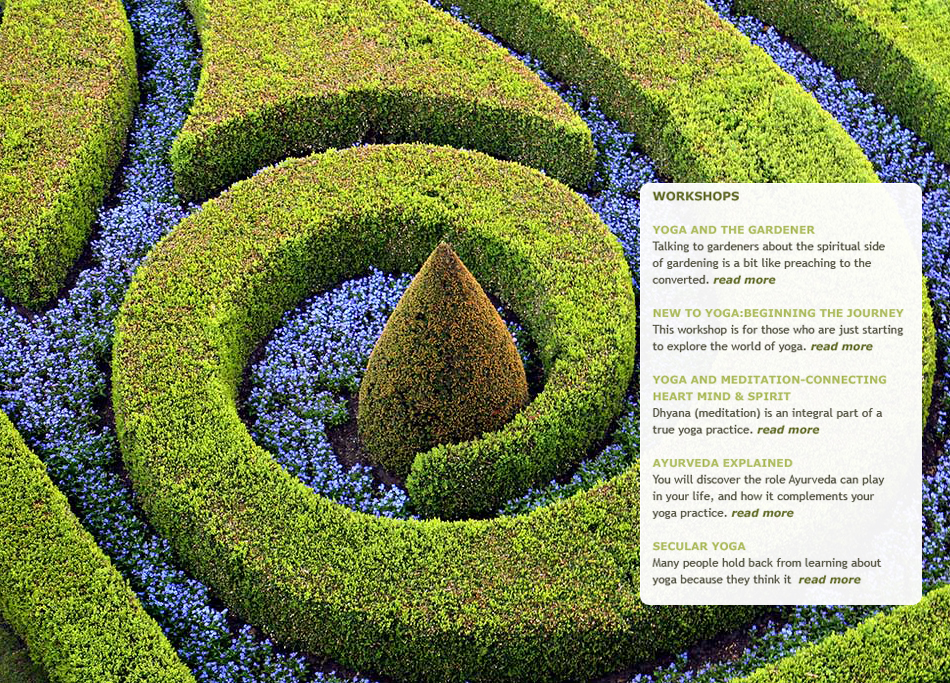 WORKSHOPS
YOGA AND THE GARDENER
Talking to gardeners about the spiritual side
of gardening is a bit like preaching to the
converted. read more
NEW TO YOGA:BEGINNING THE JOURNEY
This workshop is for those who are just starting
to explore the world of yoga. read more
YOGA AND MEDITATION-CONNECTING
HEART MIND & SPIRIT
Dhyana (meditation) is an integral part of a
true yoga practice. read more
AYURVEDA EXPLAINED
You will discover the role Ayurveda can play
in your life, and how it complements your
yoga practice. read more
SECULAR YOGA
Many people hold back from learning about
yoga because they think it read more